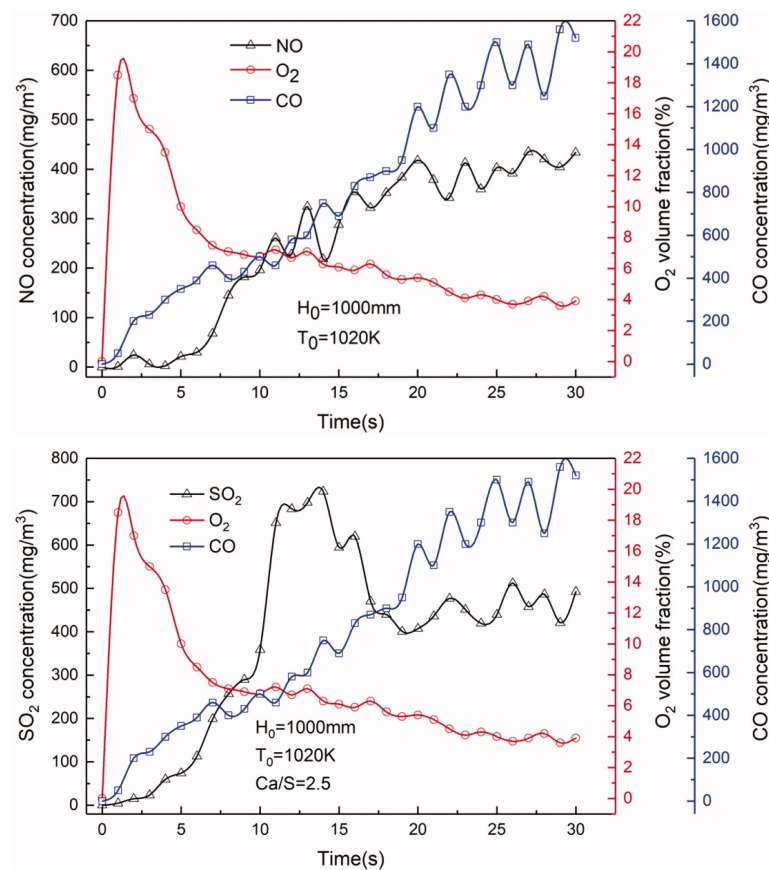 700
600
500
400
300
200
100
0
NO concentration(mg/m³)
NO
O₂
CO
H₀=1000mm
T₀=1020K
0 5 10 15 20 25 30
Time(s)
22
20
18
16
14
12
10
8
6
4
2
0
O₂ volume fraction(%)
1600
1400
1200
1000
800
600
400
200
0
CO concentration(mg/m³)
800
700
600
500
400
300
200
100
0
SO₂ concentration(mg/m³)
SO₂
O₂
CO
H₀=1000mm
T₀=1020K
Ca/S=2.5
0 5 10 15 20 25 30
Time(s)
22
20
18
16
14
12
10
8
6
4
2
0
O₂ volume fraction(%)
1600
1400
1200
1000
800
600
400
200
0
CO concentration(mg/m³)